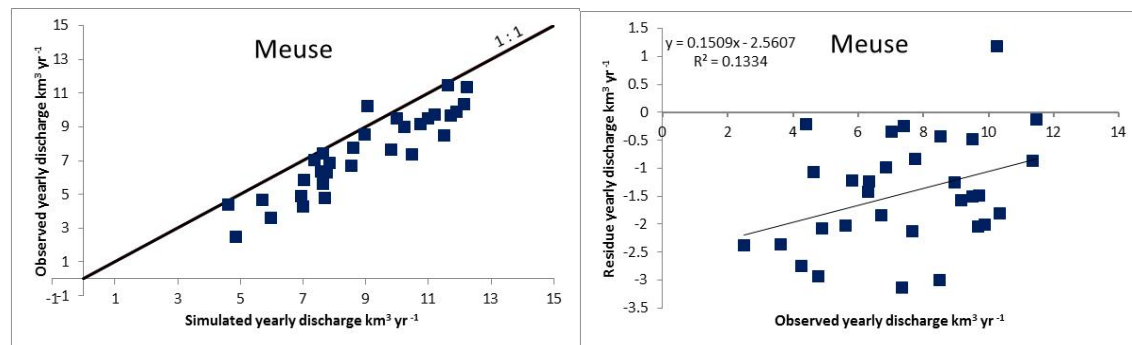 Meuse
1 : 1
Observed yearly discharge km³ yr⁻¹
15
13
11
9
7
5
3
1
-1
-1 1 3 5 7 9 11 13 15
Simulated yearly discharge km³ yr⁻¹
y = 0.1509x - 2.5607
R² = 0.1334
Meuse
Residue yearly discharge km³ yr⁻¹
1.5
1
0.5
0
-0.5
-1
-1.5
-2
-2.5
-3
-3.5
0 2 4 6 8 10 12 14
Observed yearly discharge km³ yr⁻¹